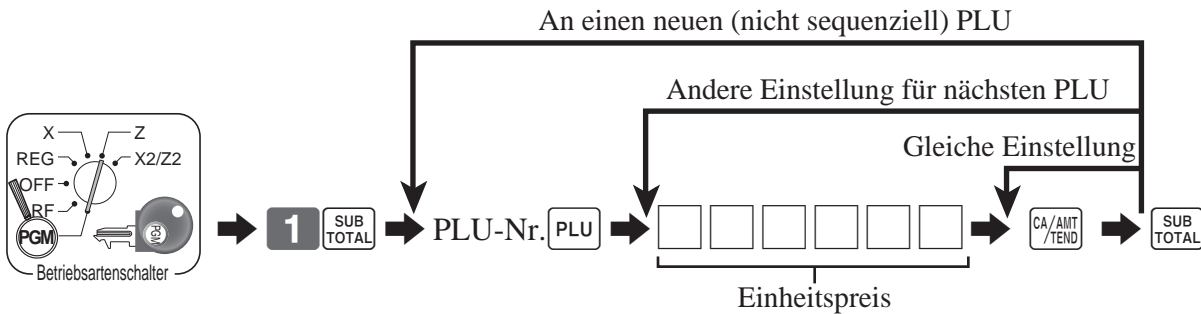 An einen neuen (nicht sequenziell) PLU
Andere Einstellung für nächsten PLU
Gleiche Einstellung
X
Z
REG
X2/Z2
OFF
RF
PGM
PGM
Betriebsartenschalter
1
SUB
TOTAL
PLU-Nr.
PLU
CA/AMT
/TEND
SUB
TOTAL
Einheitspreis